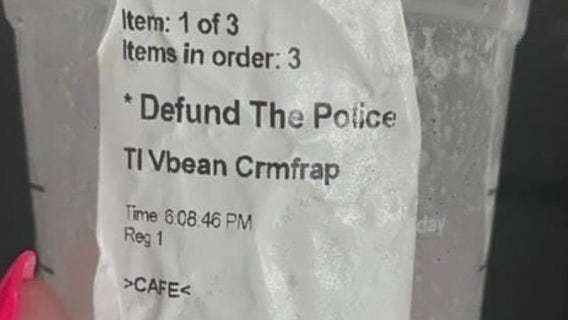 Item: 1 of 3
Items in order: 3
* Defund The Police
Tl Vbean Crmfrap
Time: 6:08:46 PM
Reg 1
day
>CAFE<